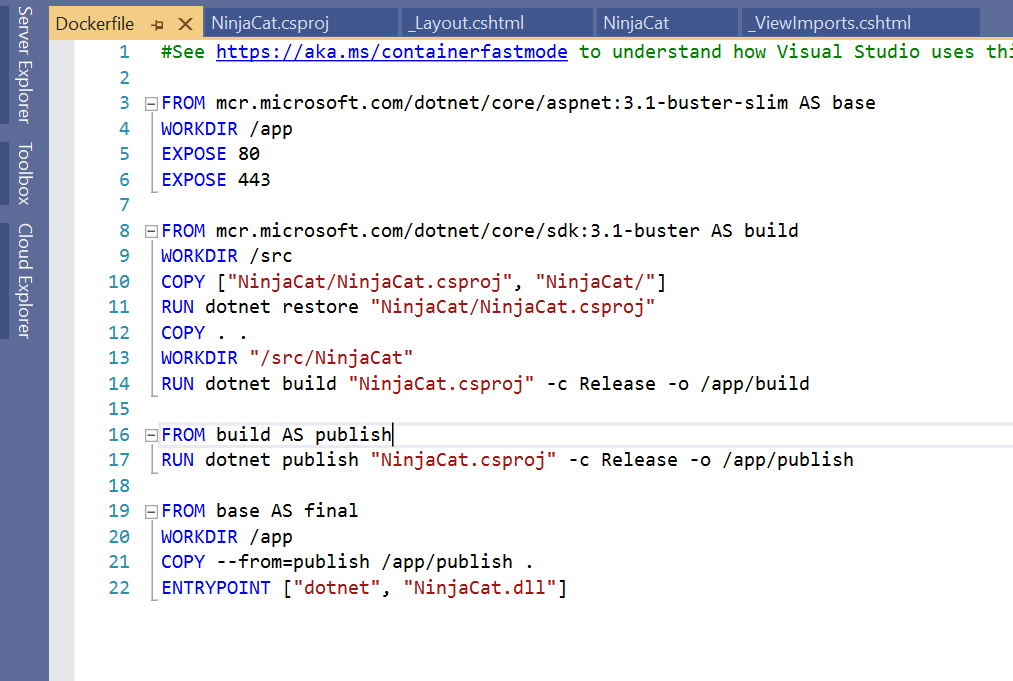 Dockerfile NinjaCat.csproj _Layout.cshtml NinjaCat _ViewImports.cshtml
Server Explorer
Toolbox
Cloud Explorer
1 #See https://aka.ms/containerfastmode to understand how Visual Studio uses thi
2
3 FROM mcr.microsoft.com/dotnet/core/aspnet:3.1-buster-slim AS base
4 WORKDIR /app
5 EXPOSE 80
6 EXPOSE 443
7
8 FROM mcr.microsoft.com/dotnet/core/sdk:3.1-buster AS build
9 WORKDIR /src
10 COPY ["NinjaCat/NinjaCat.csproj", "NinjaCat/"]
11 RUN dotnet restore "NinjaCat/NinjaCat.csproj"
12 COPY . .
13 WORKDIR "/src/NinjaCat"
14 RUN dotnet build "NinjaCat.csproj" -c Release -o /app/build
15
16 FROM build AS publish
17 RUN dotnet publish "NinjaCat.csproj" -c Release -o /app/publish
18
19 FROM base AS final
20 WORKDIR /app
21 COPY --from=publish /app/publish .
22 ENTRYPOINT ["dotnet", "NinjaCat.dll"]